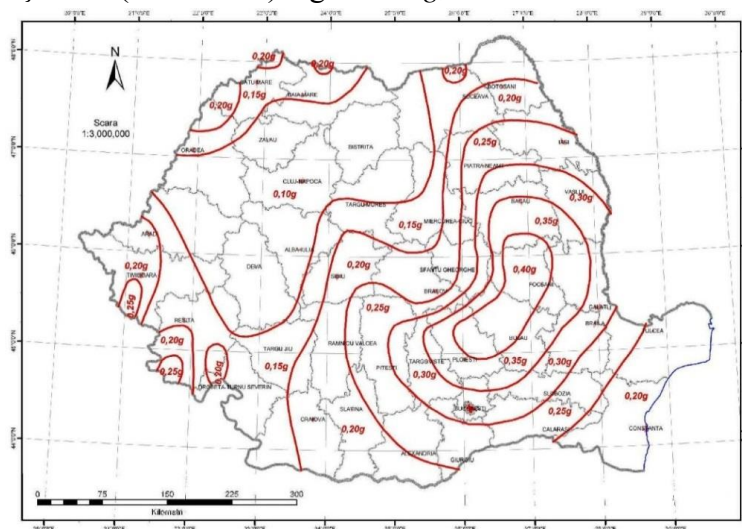 N
Scara
1:3,000,000
0,20g
0,20g
0,20g
SATU MARE
0,15g
BAIA MARE
0,20g
BOTOSANI
SUCEAVA
0,20g
ORADEA
ZALAU
BISTRITA
0,25g
IASI
PIATRA NEAMT
CLUJ-NAPOCA
0,10g
TARGU MURES
VASLUI
0,30g
BACAU
0,35g
MIERCUREA-CIUC
0,15g
ARAD
ALBA IULIA
0,20g
TIMISOARA
DEVA
0,20g
SIBIU
SFANTU GHEORGHE
0,40g
FOCSANI
BRASOV
0,25g
0,25g
GALATI
BRAILA
TULCEA
RESITA
0,20g
RAMNICU VALCEA
BUZAU
TARGU JIU
0,15g
PITESTI
TARGOVISTE
PLOIESTI
0,35g
0,30g
0,25g
0,20g
0,30g
DROBETA-TURNU SEVERIN
SLOBOZIA
0,20g
CRAIOVA
SLATINA
BUCURESTI
0,25g
0,20g
CALARASI
CONSTANTA
ALEXANDRIA
GIURGIU
0 75 150 225 300
Kilometri